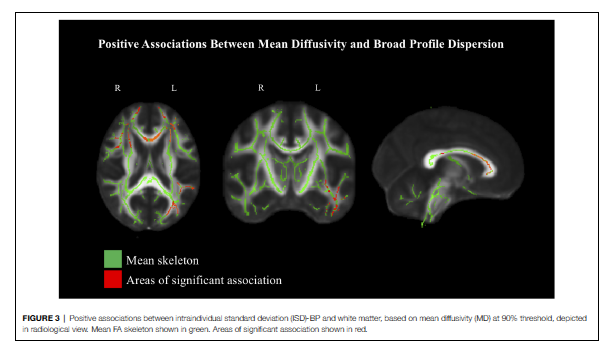 Positive Associations Between Mean Diffusivity and Broad Profile Dispersion
R L R L
Mean skeleton
Areas of significant association
FIGURE 3 | Positive associations between intraindividual standard deviation (ISD)-BP and white matter, based on mean diffusivity (MD) at 90% threshold, depicted
in radiological view. Mean FA skeleton shown in green. Areas of significant association shown in red.